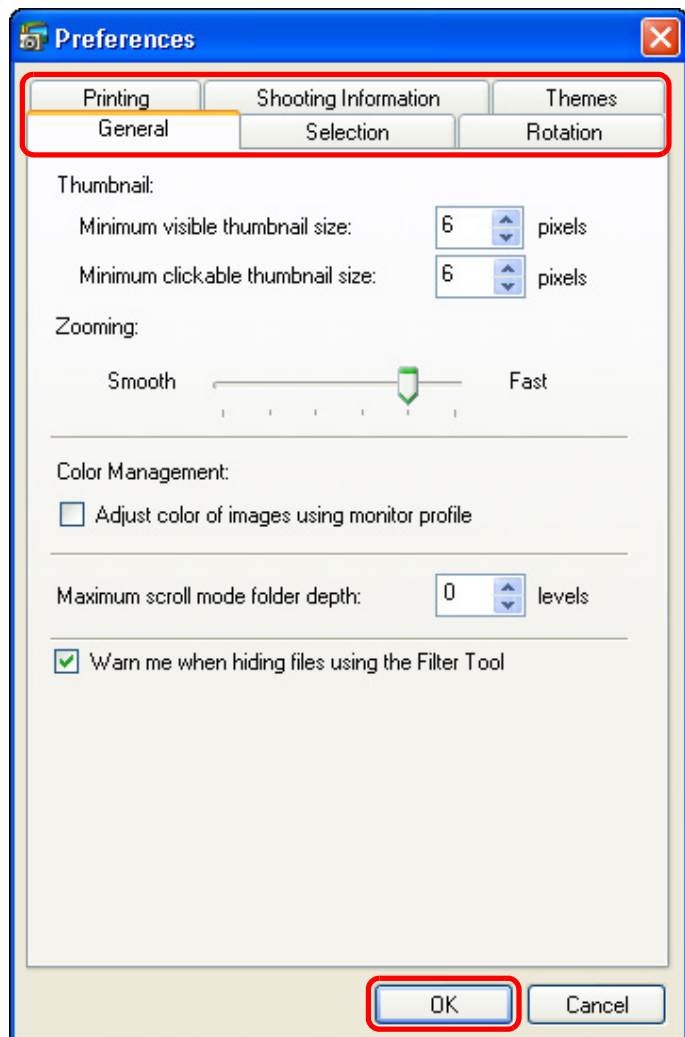 Preferences
Printing Shooting Information Themes
General Selection Rotation
Thumbnail:
Minimum visible thumbnail size: 6 pixels
Minimum clickable thumbnail size: 6 pixels
Zooming:
Smooth Fast
Color Management:
Adjust color of images using monitor profile
Maximum scroll mode folder depth: 0 levels
Warn me when hiding files using the Filter Tool
OK Cancel